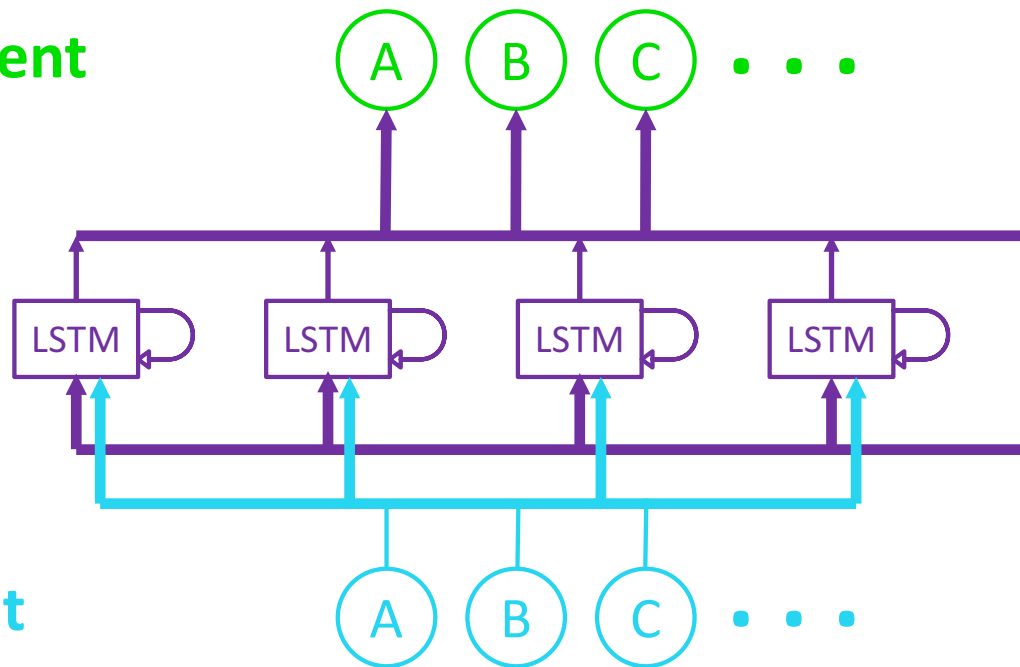 ent
A B C . . .
LSTM LSTM LSTM LSTM
t
A B C . . .